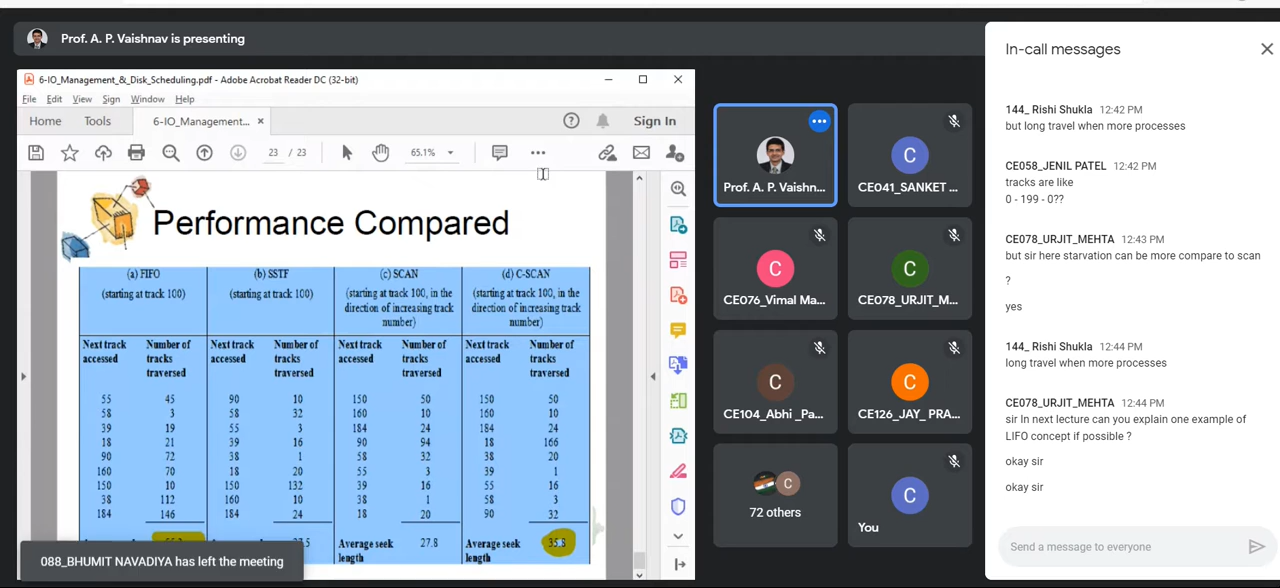 Prof. A. P. Vaishnav is presenting
6-IO_Management_&_Disk_Scheduling.pdf - Adobe Acrobat Reader DC (32-bit)
File Edit View Sign Window Help
Home Tools 6-IO_Management... × Sign In
23 / 23 65.1%
Performance Compared
(a) FIFO (b) SSTF (c) SCAN (d) C-SCAN
(starting at track 100) (starting at track 100) (starting at track 100, in the (starting at track 100, in the
direction of increasing track direction of increasing track
number) number)
Next track Number of Next track Number of Next track Number of Next track Number of
accessed tracks accessed tracks accessed tracks accessed tracks
traversed traversed traversed traversed
55 45 90 10 150 50 150 50
58 3 58 32 160 10 160 10
39 19 55 3 184 24 184 24
18 21 39 16 90 94 18 166
90 72 38 1 58 32 38 20
160 70 18 20 55 3 39 1
150 10 150 132 39 16 55 16
38 112 160 10 38 1 58 3
184 146 184 24 18 20 90 32
Average seek 27.8 Average seek 35.8
length length
088_BHUMIT NAVADIYA has left the meeting
Prof. A. P. Vaishn...
C
CE041_SANKET ...
C
CE076_Vimal Ma...
C
CE078_URJIT_M...
C
CE104_Abhi _Pa...
C
CE126_JAY_PRA...
C
72 others
C
You
In-call messages
144_ Rishi Shukla 12:42 PM
but long travel when more processes
CE058_JENIL PATEL 12:42 PM
tracks are like
0 - 199 - 0??
CE078_URJIT_MEHTA 12:43 PM
but sir here starvation can be more compare to scan
?
yes
144_ Rishi Shukla 12:44 PM
long travel when more processes
CE078_URJIT_MEHTA 12:44 PM
sir In next lecture can you explain one example of
LIFO concept if possible ?
okay sir
okay sir
Send a message to everyone